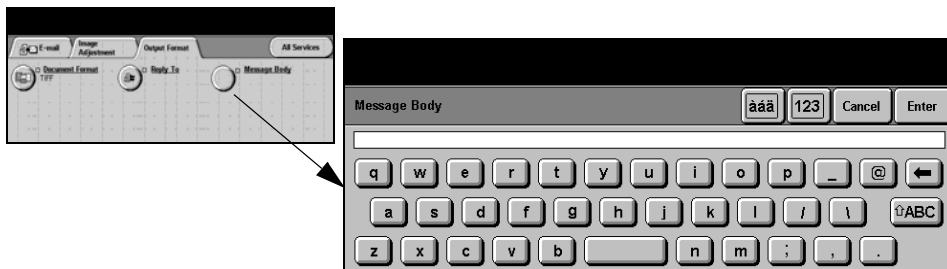 E-mail
Image Adjustment
Output Format
All Services
Document Format
TIFF
Reply To
Message Body
Message Body
àáä 123 Cancel Enter
q w e r t y u i o p _ @ ⬅
a s d f g h j k l / \ ⇧ABC
z x c v b n m ; , .